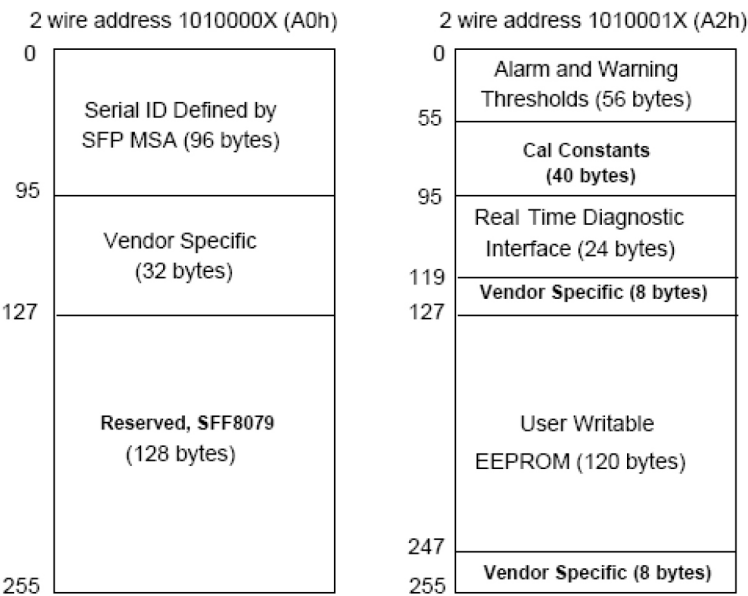 2 wire address 1010000X (A0h)
0
Serial ID Defined by
SFP MSA (96 bytes)
95
Vendor Specific
(32 bytes)
127
Reserved, SFF8079
(128 bytes)
255
2 wire address 1010001X (A2h)
0
Alarm and Warning
Thresholds (56 bytes)
55
Cal Constants
(40 bytes)
95
Real Time Diagnostic
Interface (24 bytes)
119
Vendor Specific (8 bytes)
127
User Writable
EEPROM (120 bytes)
247
Vendor Specific (8 bytes)
255